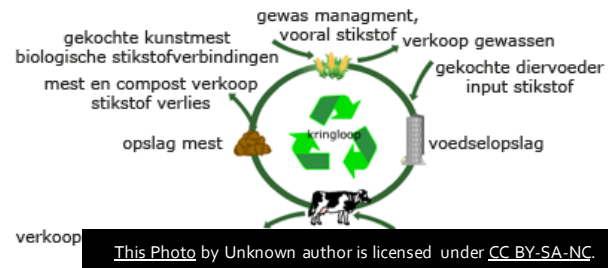 gewas managment,
vooral stikstof
gekochte kunstmest
biologische stikstofverbindingen
verkoop gewassen
gekochte diervoeder
input stikstof
mest en compost verkoop
stikstof verlies
kringloop
opslag mest
voedselopslag
verkoop
This Photo by Unknown author is licensed under CC BY-SA-NC.